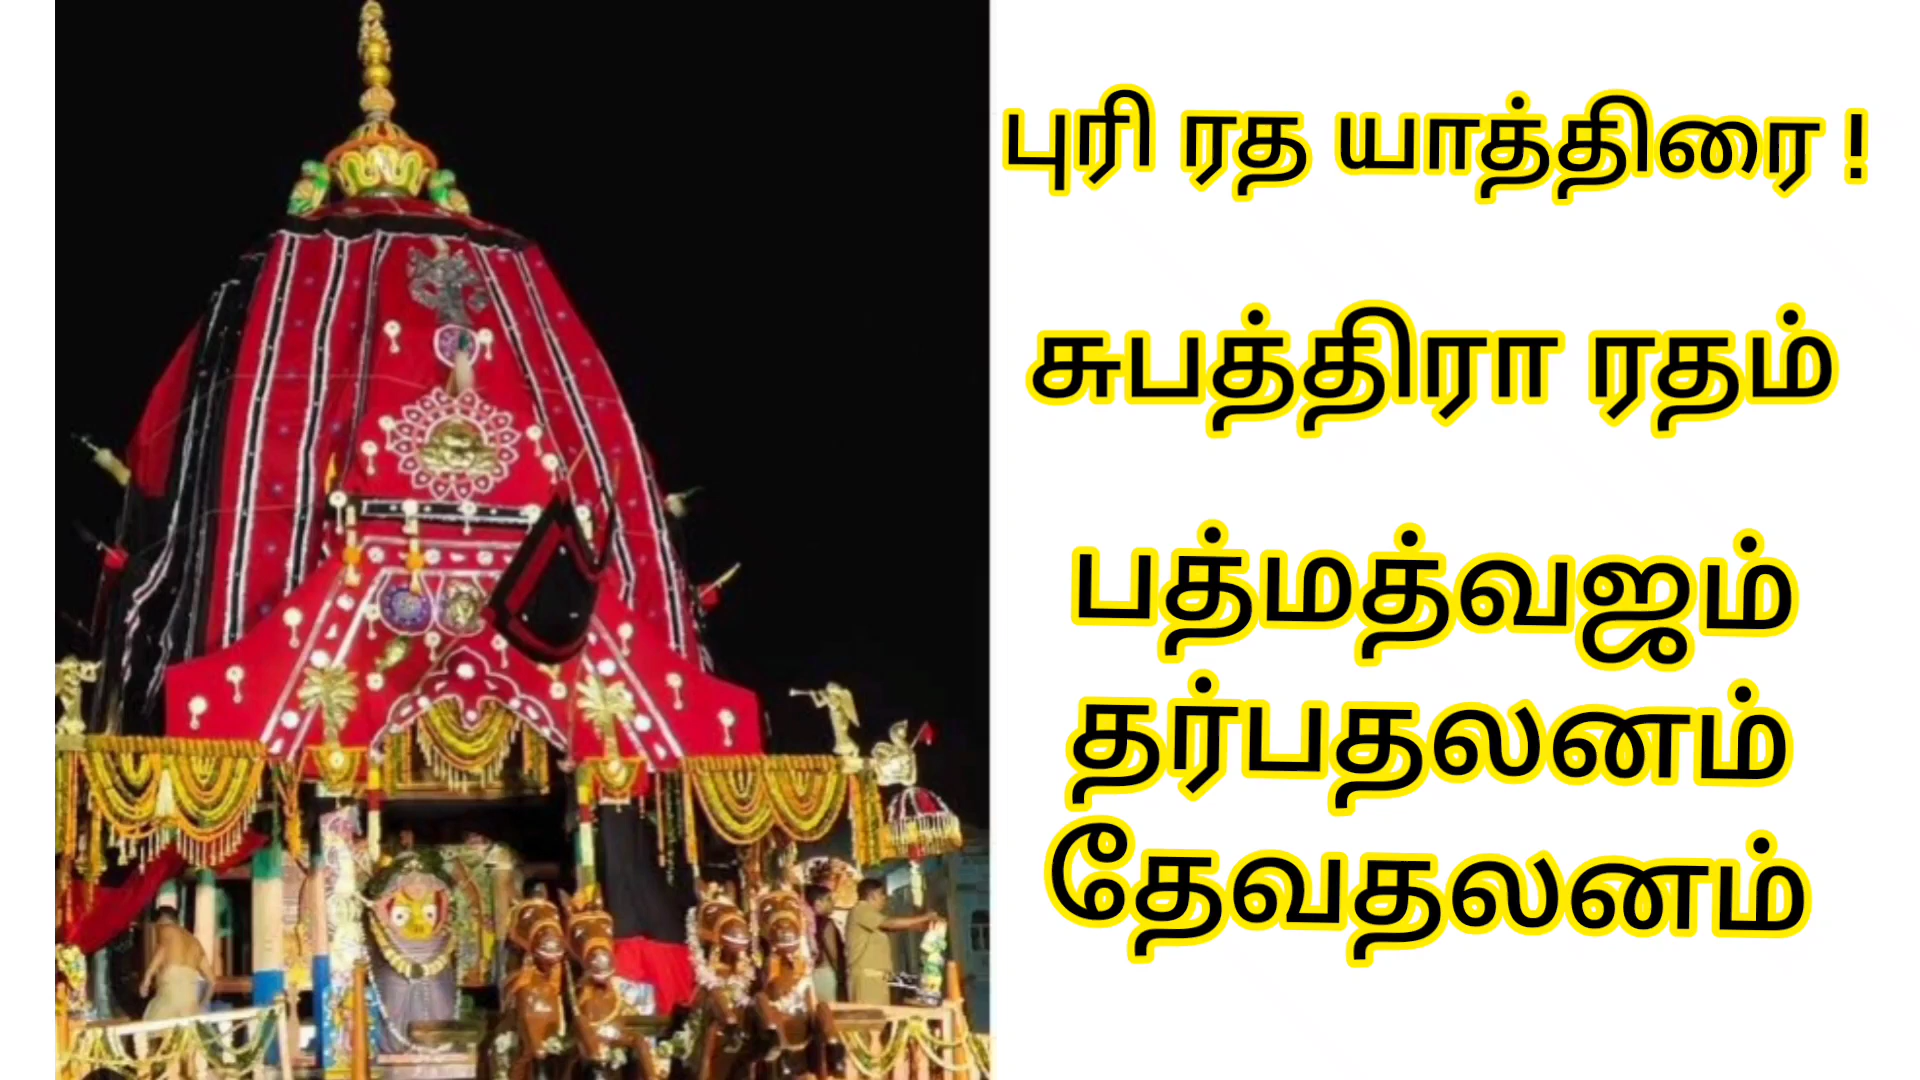 புரி ரத யாத்திரை !
சுபத்திரா ரதம்
பத்மத்வஜம்
தர்பதலனம்
தேவதலனம்